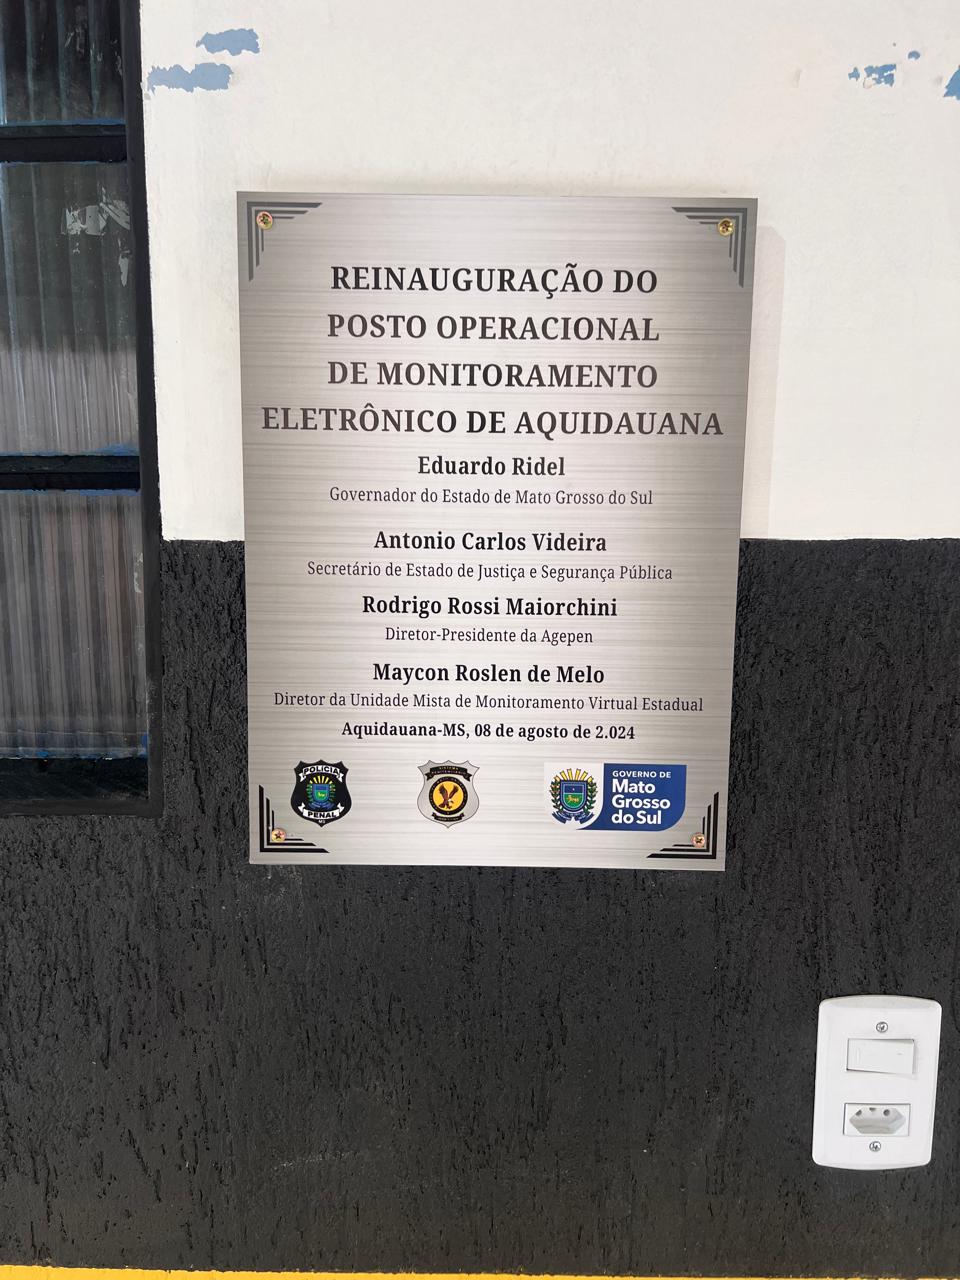 REINAUGURAÇÃO DO
POSTO OPERACIONAL
DE MONITORAMENTO
ELETRÔNICO DE AQUIDAUANA
Eduardo Ridel
Governador do Estado de Mato Grosso do Sul
Antonio Carlos Videira
Secretário de Estado de Justiça e Segurança Pública
Rodrigo Rossi Maiorchini
Diretor-Presidente da Agepen
Maycon Roslen de Melo
Diretor da Unidade Mista de Monitoramento Virtual Estadual
Aquidauana-MS, 08 de agosto de 2.024
POLÍCIA
PENAL
MS
SISTEMA
PENITENCIÁRIO
GOVERNO DE
Mato
Grosso
do Sul